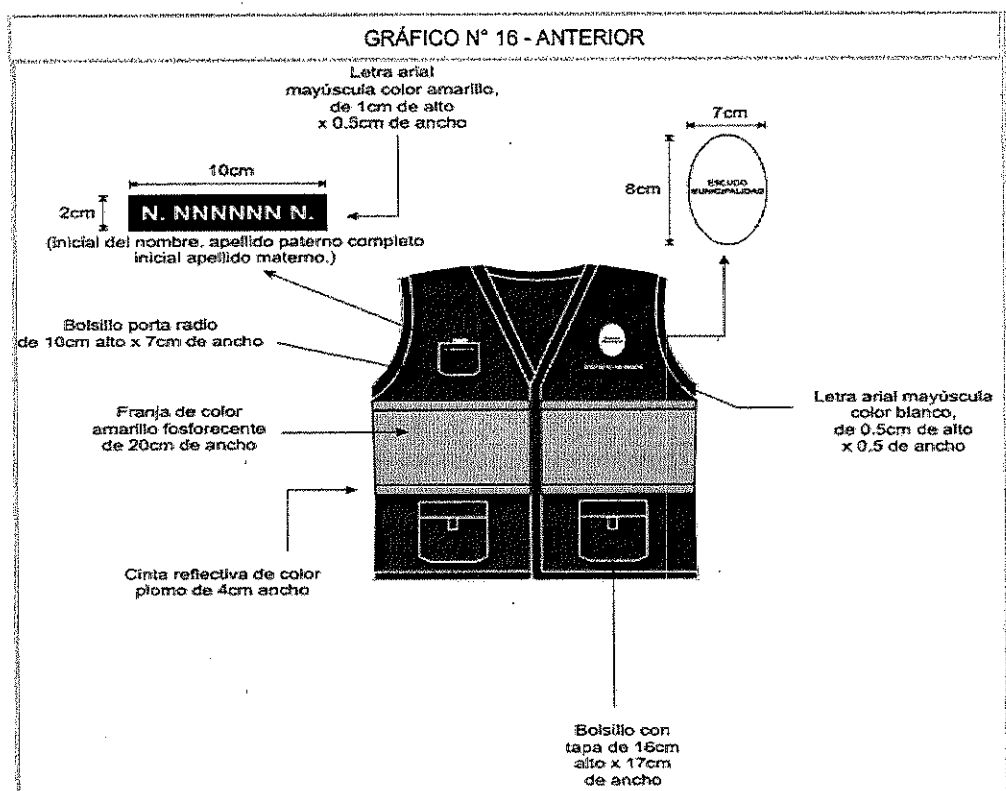 GRÁFICO N° 16 - ANTERIOR
Letra arial
mayúscula color amarillo,
de 1cm de alto
x 0.5cm de ancho
7cm
10cm
8cm
ESCUDO
MUNICIPALIDAD
2cm
N. NNNNNN N.
(inicial del nombre, apellido paterno completo
inicial apellido materno.)
Bolsillo porta radio
de 10cm alto x 7cm de ancho
Franja de color
amarillo fosforecente
de 20cm de ancho
Letra arial mayúscula
color blanco,
de 0.5cm de alto
x 0.5 de ancho
Cinta reflectiva de color
plomo de 4cm ancho
Bolsillo con
tapa de 16cm
alto x 17cm
de ancho